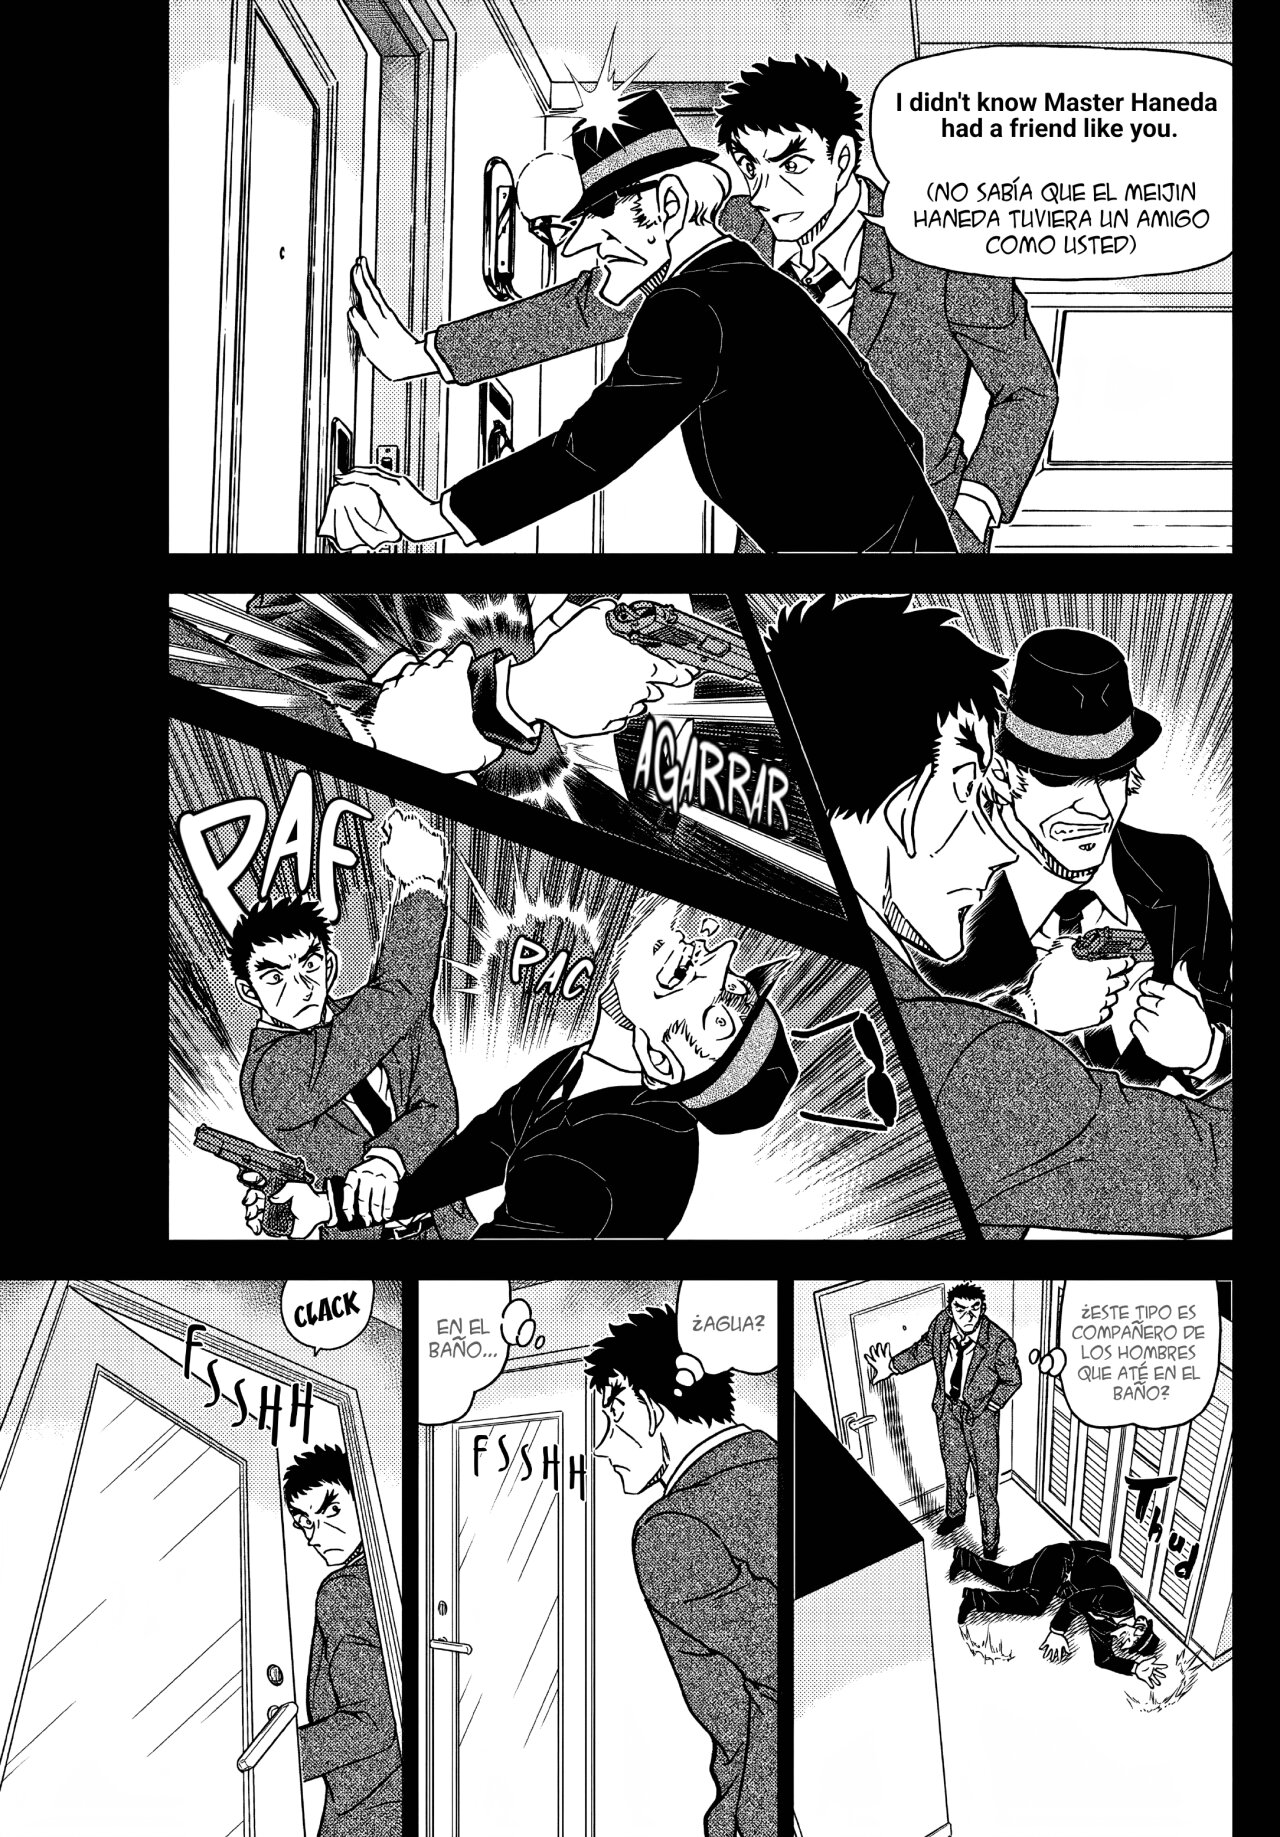 I didn't know Master Haneda
had a friend like you.
(NO SABÍA QUE EL MEIJIN
HANEDA TUVIERA UN AMIGO
COMO USTED)
AGARRAR
PAF
PAC
¿ESTE TIPO ES
COMPAÑERO DE
LOS HOMBRES
QUE ATÉ EN EL
BAÑO?
Thud
¿AGUA?
EN EL
BAÑO...
FSSHH
CLACK
FSSHH